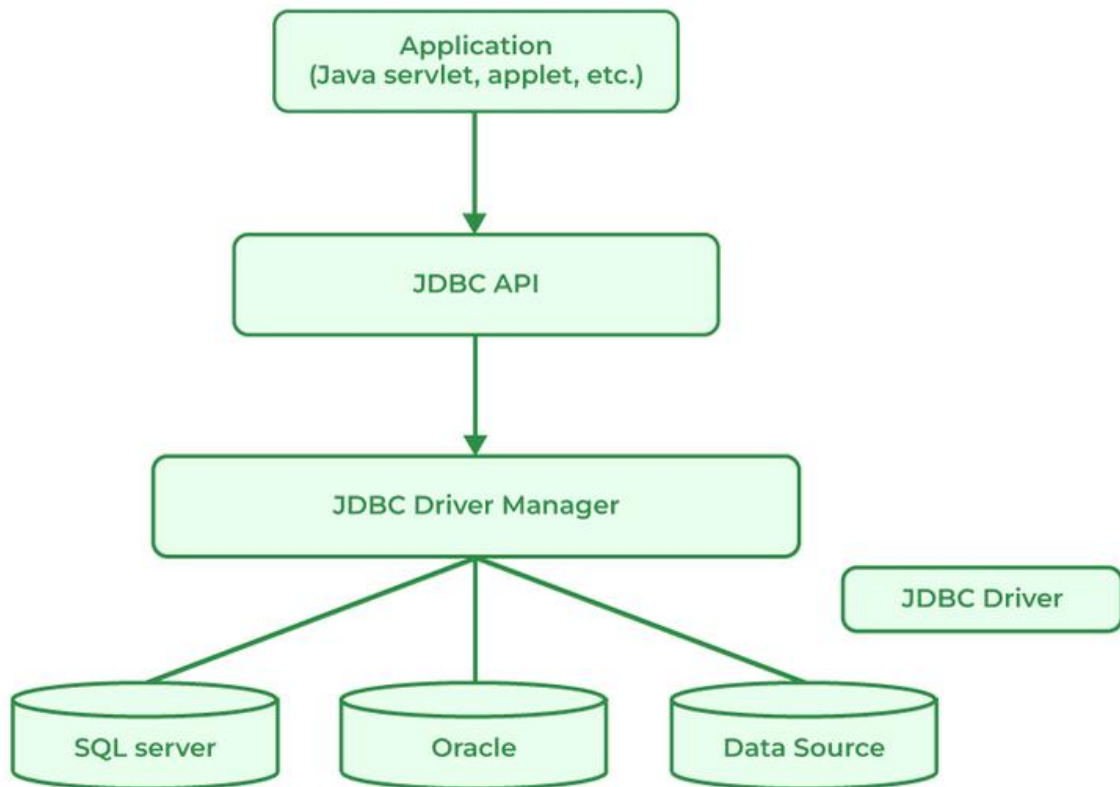 Application
(Java servlet, applet, etc.)
JDBC API
JDBC Driver Manager
JDBC Driver
SQL server
Oracle
Data Source